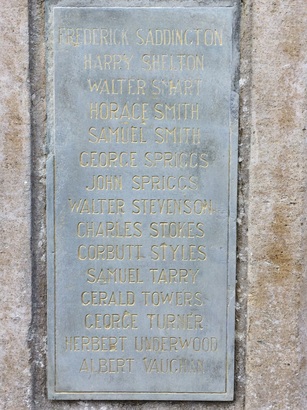 FREDERICK SADDINGTON
HARRY SHELTON
WALTER SMART
HORACE SMITH
SAMUEL SMITH
GEORGE SPRIGGS
JOHN SPRIGGS
WALTER STEVENSON
CHARLES STOKES
CORBUTT STYLES
SAMUEL TARRY
GERALD TOWERS
GEORGE TURNER
HERBERT UNDERWOOD
ALBERT VAUGHAN